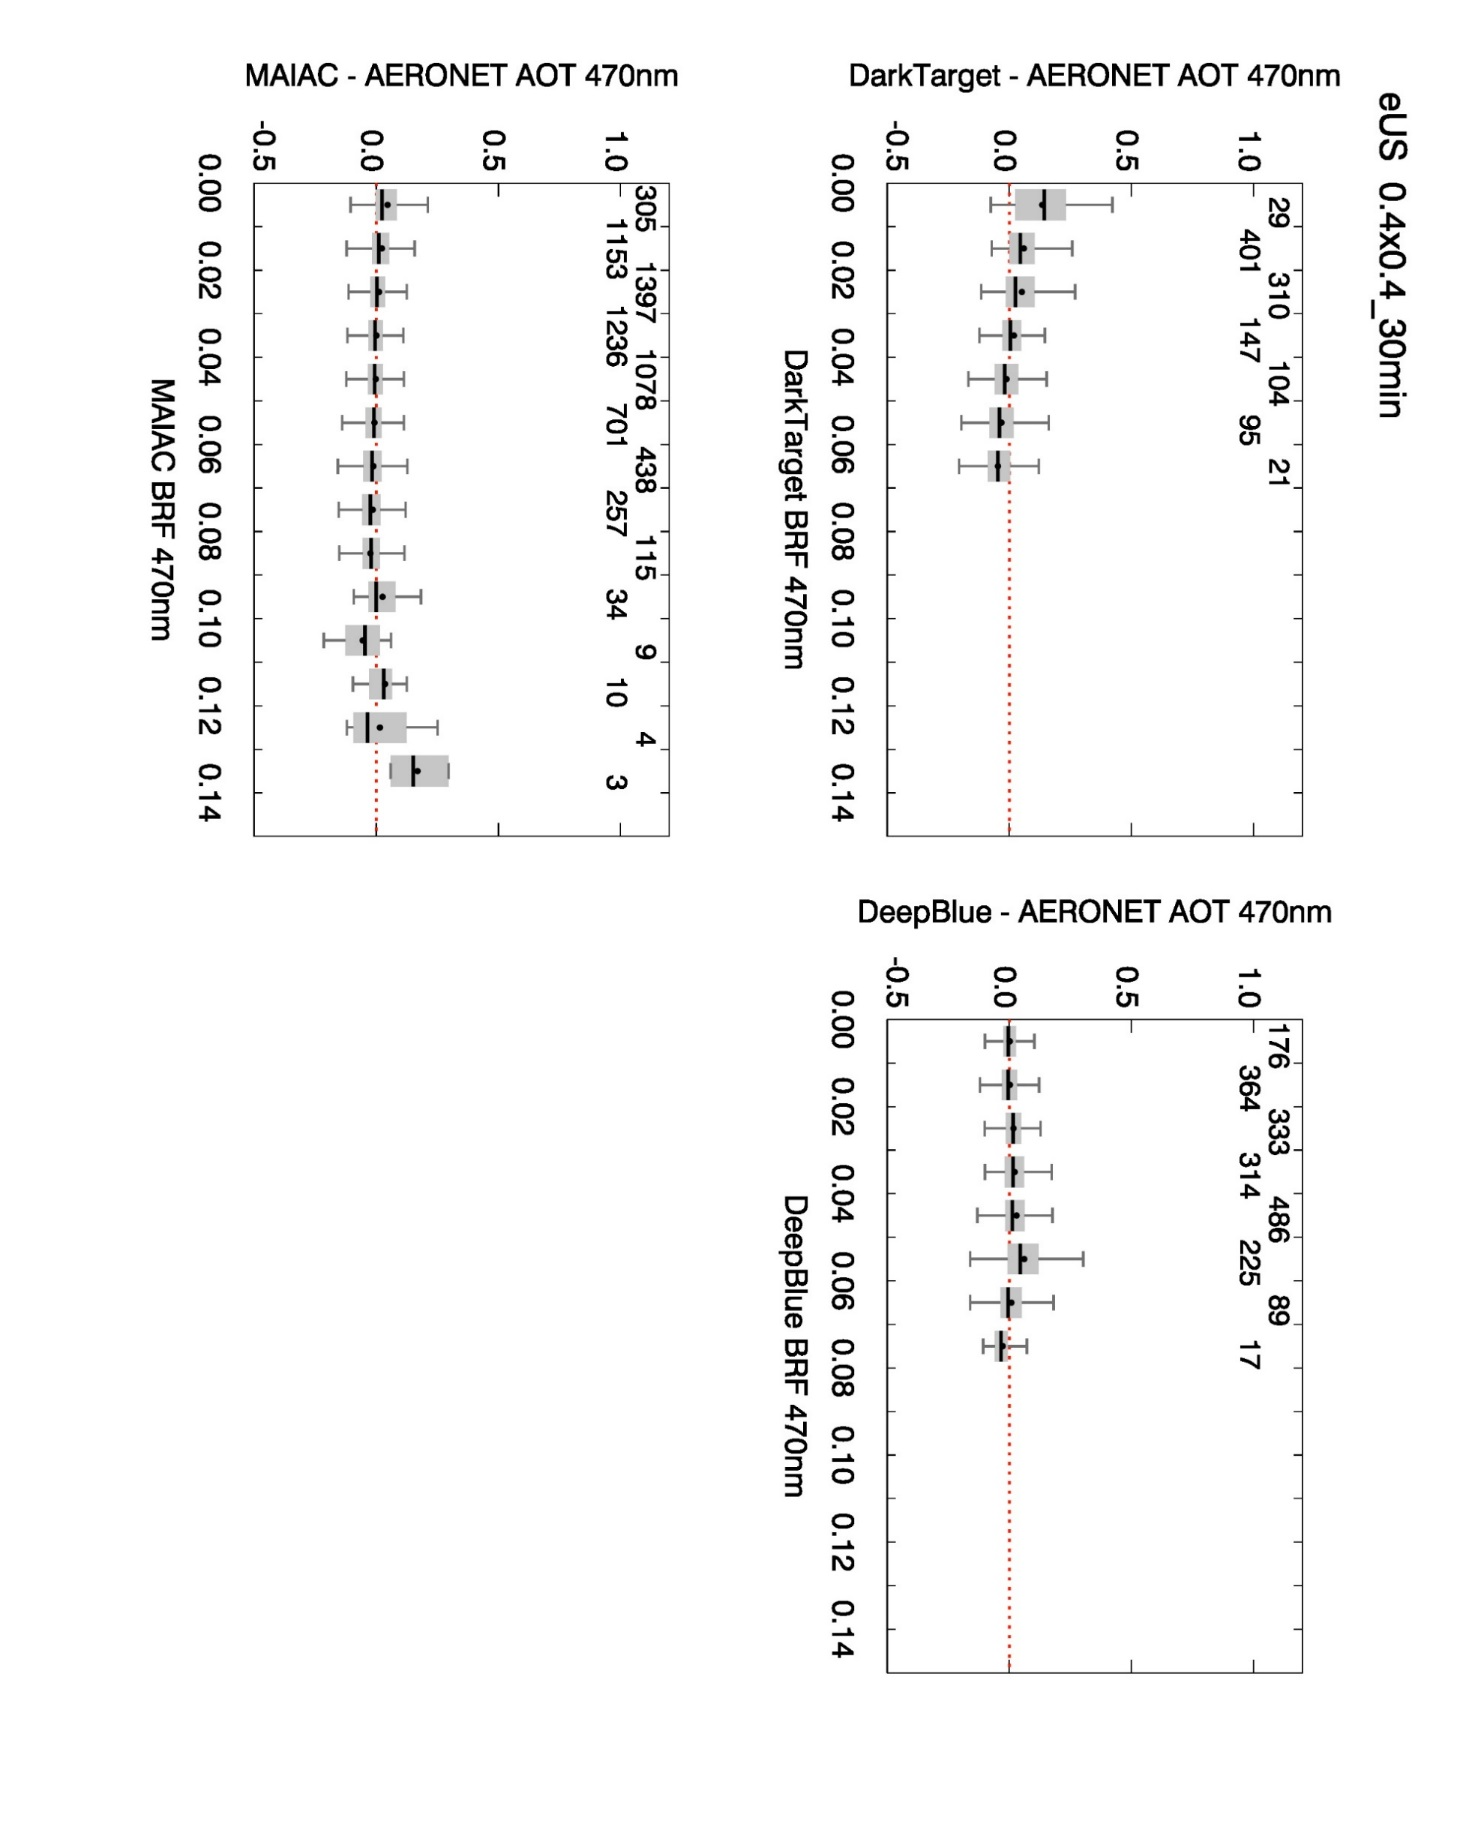 eUS 0.4x0.4_30min
DarkTarget - AERONET AOT 470nm
1.0
0.5
0.0
-0.5
29 310 104 21
401 147 95
0.00 0.02 0.04 0.06 0.08 0.10 0.12 0.14
DarkTarget BRF 470nm
DeepBlue - AERONET AOT 470nm
1.0
0.5
0.0
-0.5
176 333 486 89
364 314 225 17
0.00 0.02 0.04 0.06 0.08 0.10 0.12 0.14
DeepBlue BRF 470nm
MAIAC - AERONET AOT 470nm
1.0
0.5
0.0
-0.5
305 1397 1078 438 115 9 4
1153 1236 701 257 34 10 3
0.00 0.02 0.04 0.06 0.08 0.10 0.12 0.14
MAIAC BRF 470nm